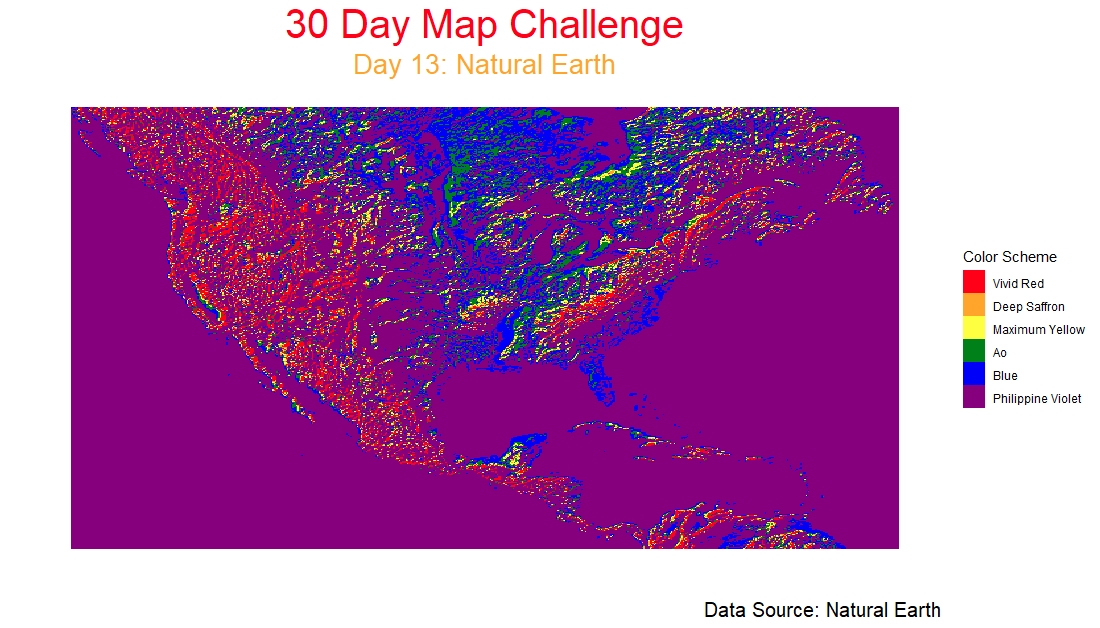 30 Day Map Challenge
Day 13: Natural Earth
Color Scheme
Vivid Red
Deep Saffron
Maximum Yellow
Ao
Blue
Philippine Violet
Data Source: Natural Earth